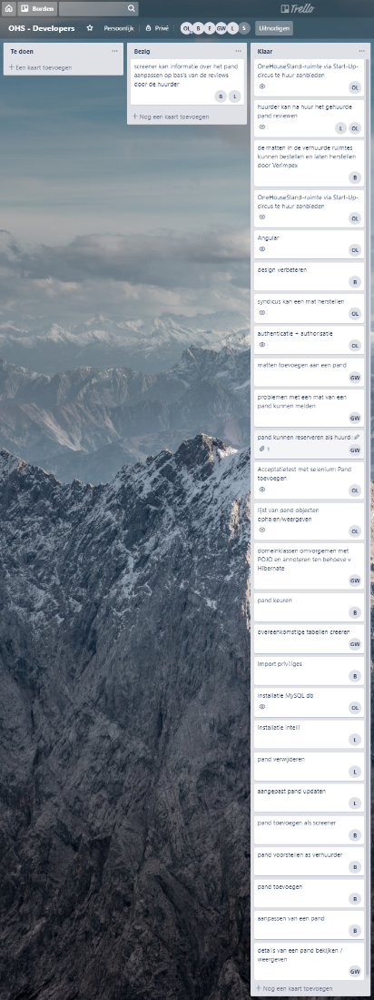 Borden
Trello
OHS - Developers
Persoonlijk
Privé
OL B E GW L S
Uitnodigen
Te doen
Een kaart toevoegen
Bezig
screener kan informatie over het pand
aanpassen op basis van de reviews
door de huurder
B L
Nog een kaart toevoegen
Klaar
OneHouseStand-ruimte via Start-Up-
circus te huur aanbieden
OL
huurder kan na huur het gehuurde
pand reviewen
L OL
de matten in de verhuurde ruimtes
kunnen bestellen en laten herstellen
door Verimpex
B
OneHouseStand-ruimte via Start-Up-
circus te huur aanbieden
OL
Angular
OL
design verbeteren
B
syndicus kan een mat herstellen
OL
authenticatie + authorisatie
OL
matten toevoegen aan een pand
GW
problemen met een mat van een
pand kunnen melden
GW
pand kunnen reserveren als huurd
1
GW
Acceptatietest met selenium: Pand
toevoegen
OL
lijst van pand objecten
ophalen/weergeven
OL
domeinklassen omvorgemen met
POJO en annoteren ten behoeve v
Hibernate
GW
pand keuren
B
overeenkomstige tabellen creeren
GW
Import priviliges
B
installatie MySQL db
OL
installatie Intelli
L
pand verwijderen
L
aangepast pand updaten
L
pand toevoegen als screener
B
pand voorstellen as verhuurder
B
pand toevoegen
B
aanpassen van een pand
B
details van een pand bekijken /
weergeven
GW
Nog een kaart toevoegen